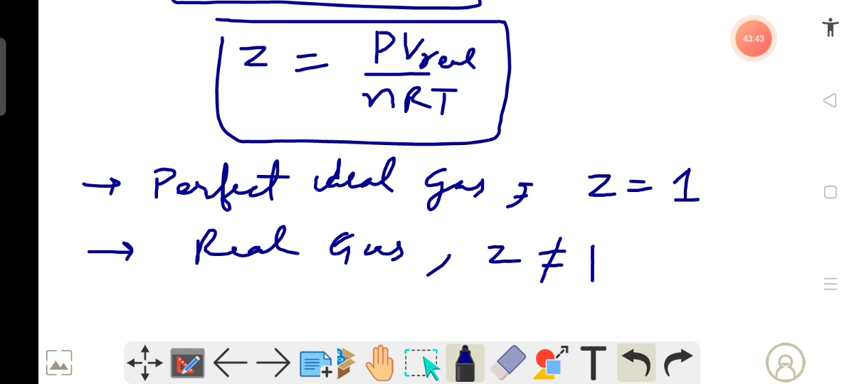 z = PVreal
nRT
→ Perfect ideal gas, z = 1
→ Real Gas, z ≠ 1
43:43
T